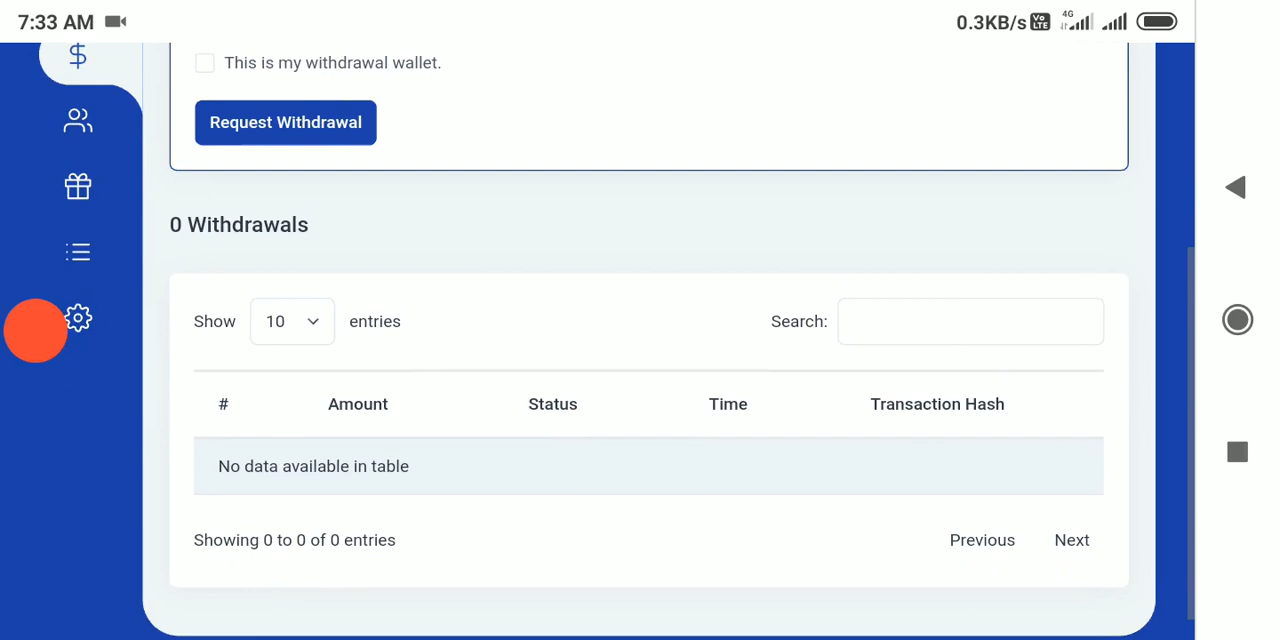 7:33 AM
0.3KB/s Vo LTE 4G
This is my withdrawal wallet.
Request Withdrawal
0 Withdrawals
Show 10 entries Search:
# Amount Status Time Transaction Hash
No data available in table
Showing 0 to 0 of 0 entries Previous Next